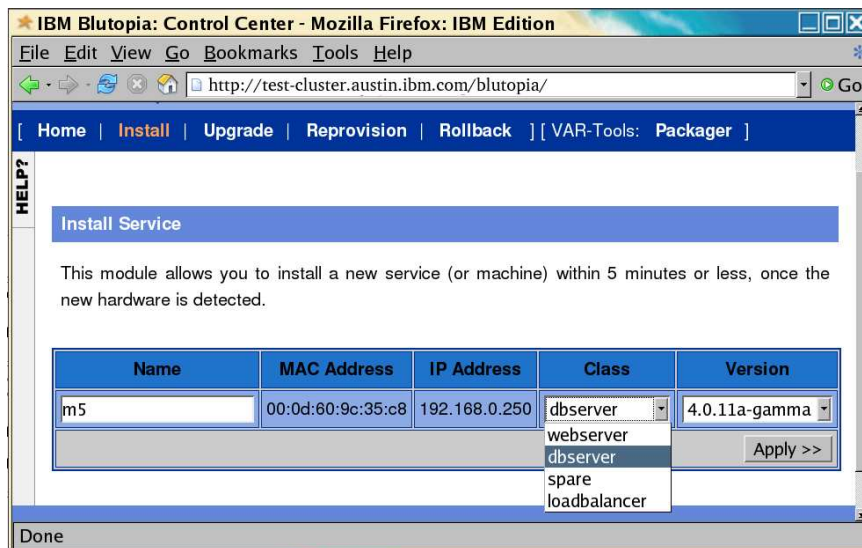 IBM Blutopia: Control Center - Mozilla Firefox: IBM Edition
File Edit View Go Bookmarks Tools Help
http://test-cluster.austin.ibm.com/blutopia/ Go
[ Home | Install | Upgrade | Reprovision | Rollback ] [ VAR-Tools: Packager ]
HELP?
Install Service
This module allows you to install a new service (or machine) within 5 minutes or less, once the
new hardware is detected.
Name MAC Address IP Address Class Version
m5 00:0d:60:9c:35:c8 192.168.0.250 dbserver 4.0.11a-gamma
webserver
dbserver
spare
loadbalancer
Apply >>
Done